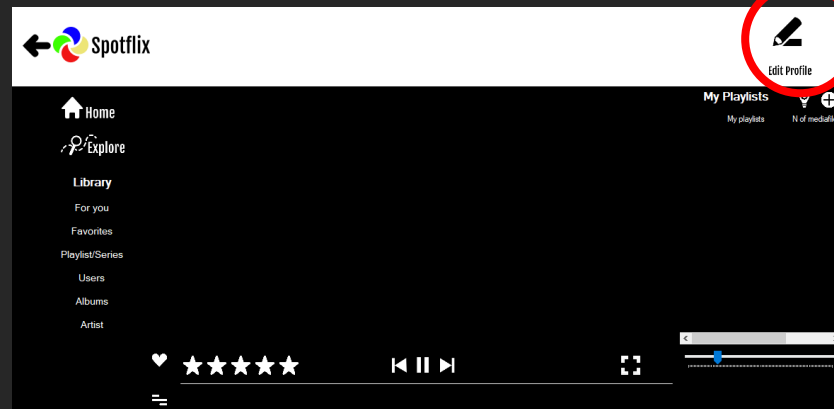 Spotflix
Edit Profile
Home
My Playlists
My playlists
Explore
Library
For you
Favorites
Playlist/Series
Users
Albums
Artist